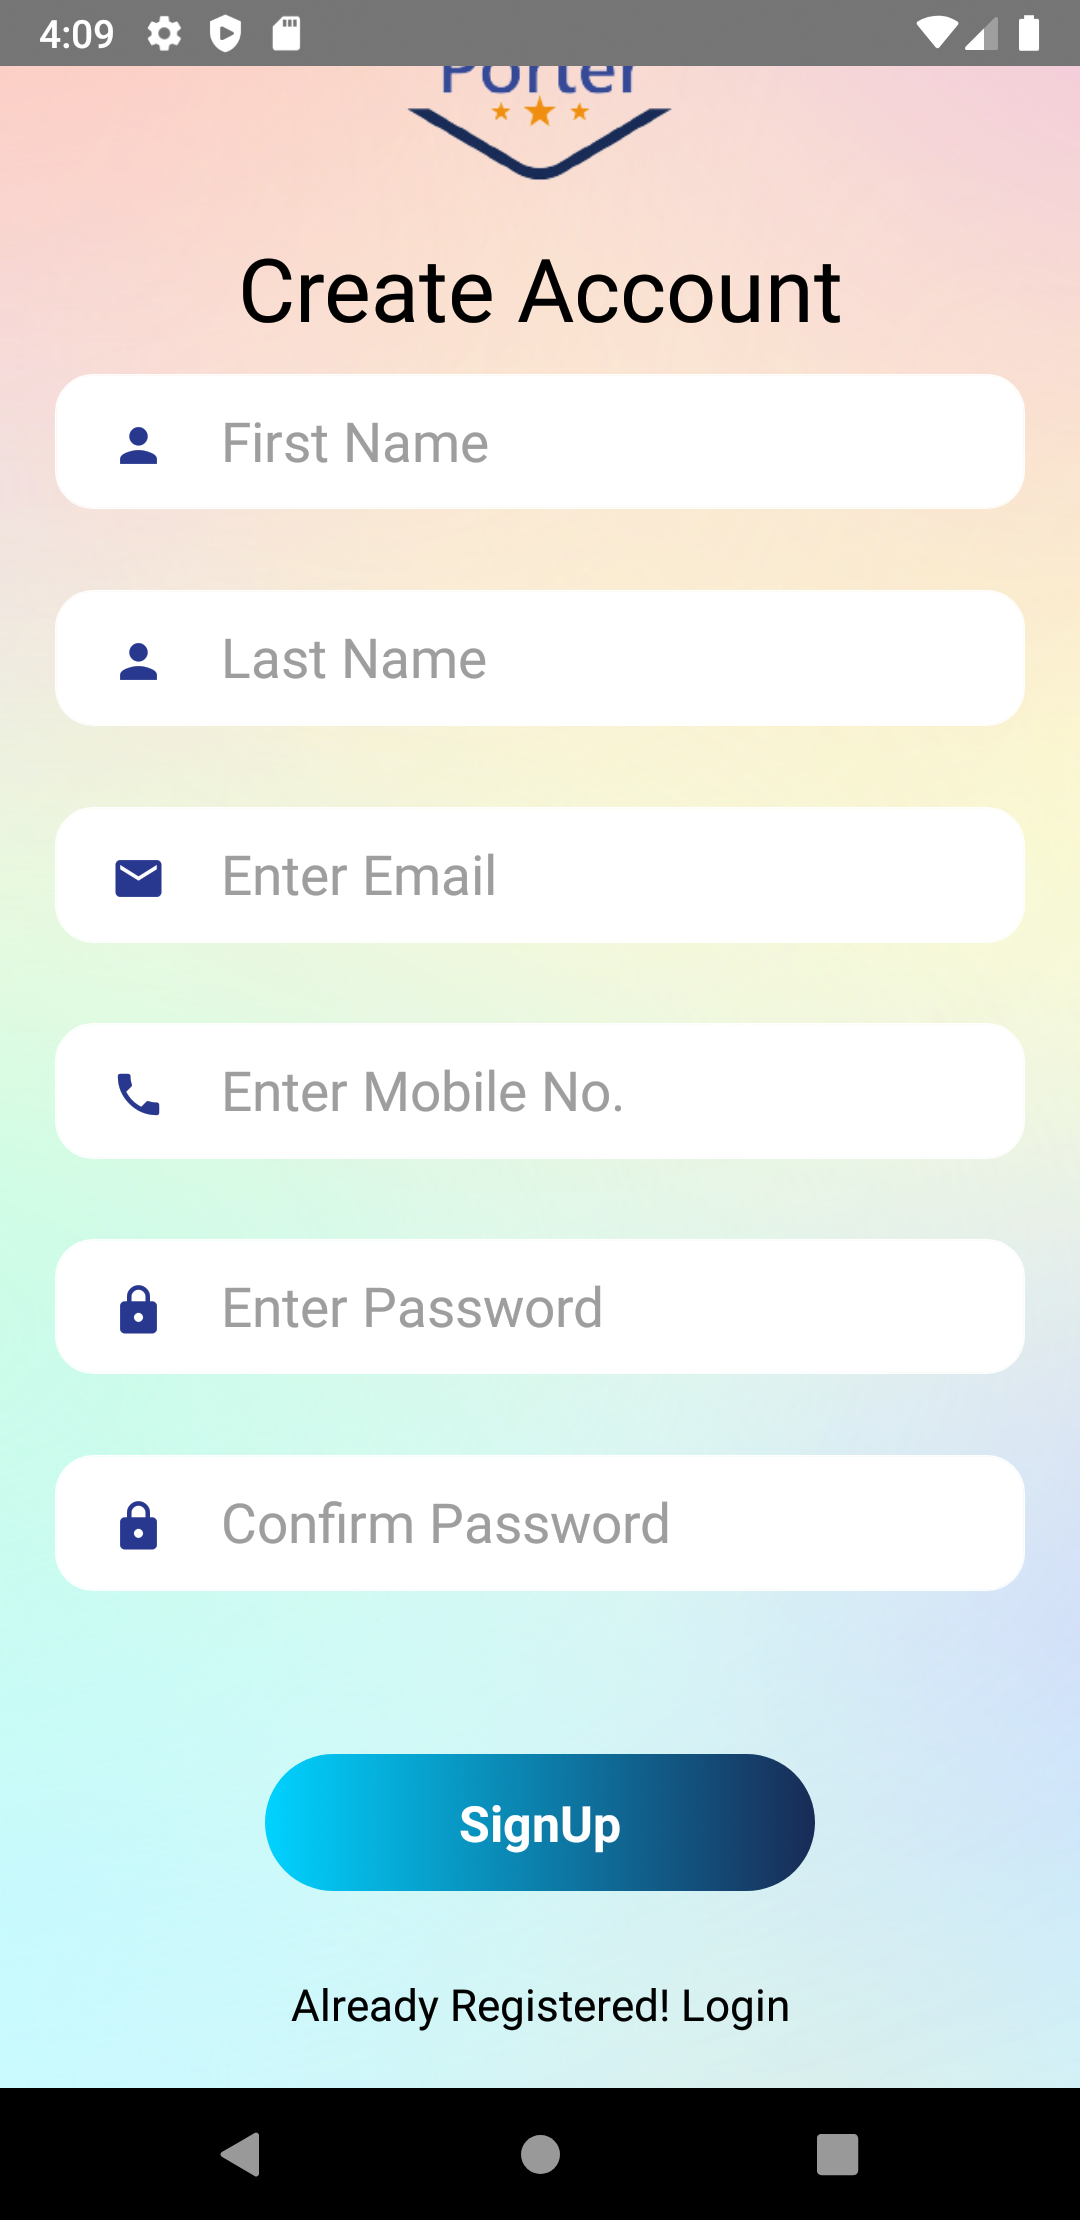 4:09
Porter
Create Account
First Name
Last Name
Enter Email
Enter Mobile No.
Enter Password
Confirm Password
SignUp
Already Registered! Login